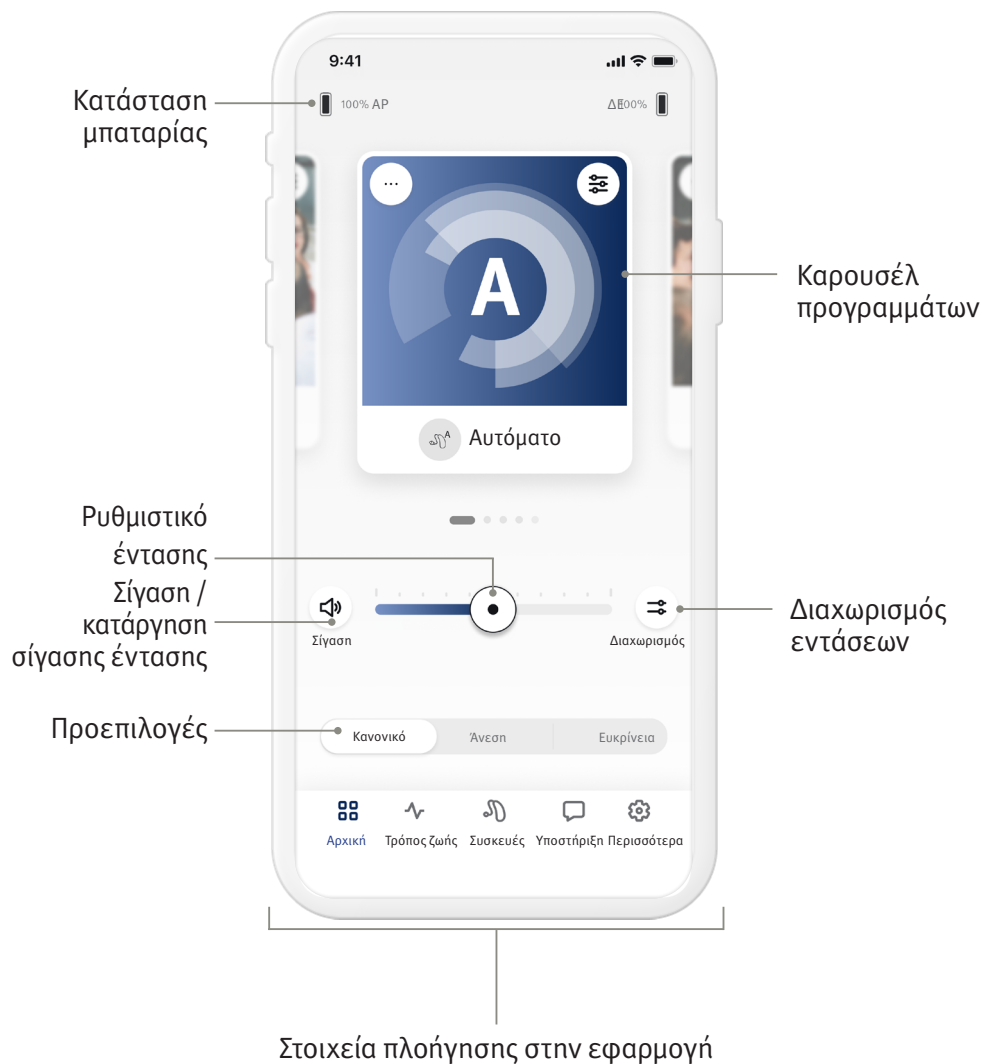 9:41
Κατάσταση
μπαταρίας
100% ΑΡ
ΔΕ00%
A
Καρουσέλ
προγραμμάτων
A
Αυτόματο
Ρυθμιστικό
έντασης
Σίγαση /
κατάργηση
σίγασης έντασης
Σίγαση
Διαχωρισμός
Διαχωρισμός
εντάσεων
Προεπιλογές
Κανονικό
Άνεση
Ευκρίνεια
Αρχική
Τρόπος ζωής
Συσκευές
Υποστήριξη
Περισσότερα
Στοιχεία πλοήγησης στην εφαρμογή